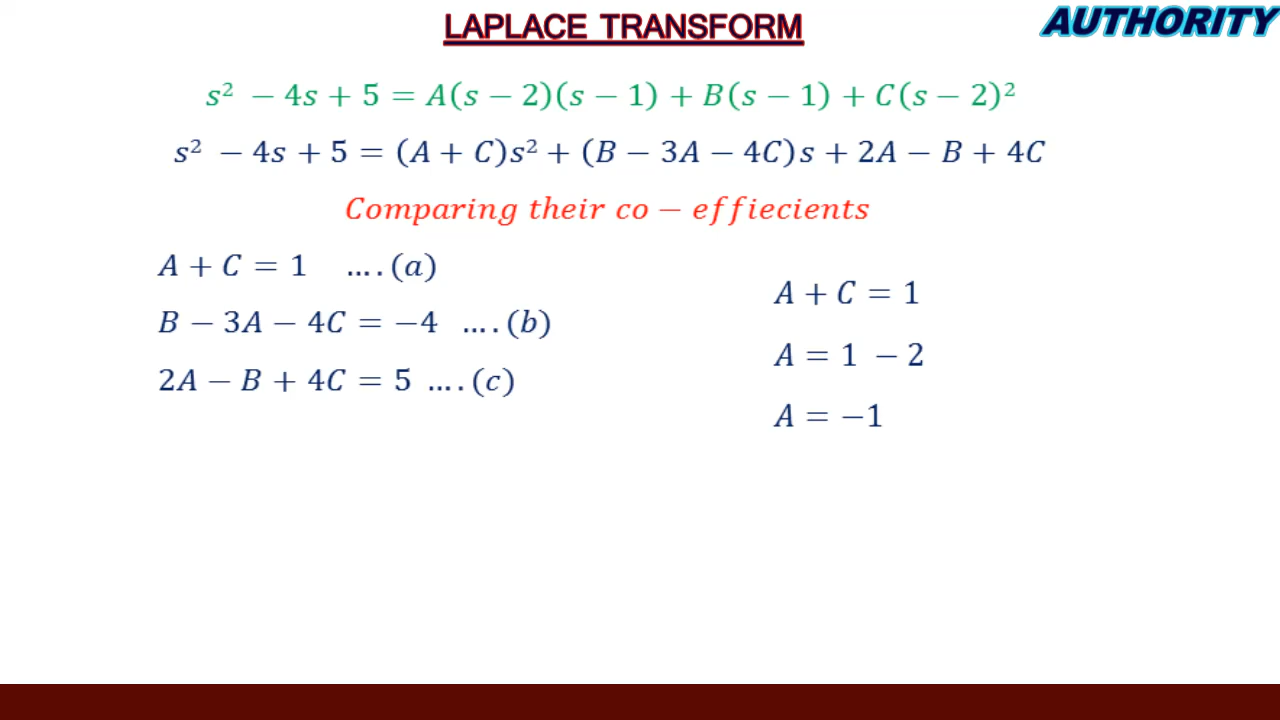 LAPLACE TRANSFORM
AUTHORITY
s² − 4s + 5 = A(s − 2)(s − 1) + B(s − 1) + C(s − 2)²
s² − 4s + 5 = (A + C)s² + (B − 3A − 4C)s + 2A − B + 4C
Comparing their co − effiecients
A + C = 1 ....(a)
B − 3A − 4C = −4 ....(b)
2A − B + 4C = 5 ....(c)
A + C = 1
A = 1 − 2
A = −1